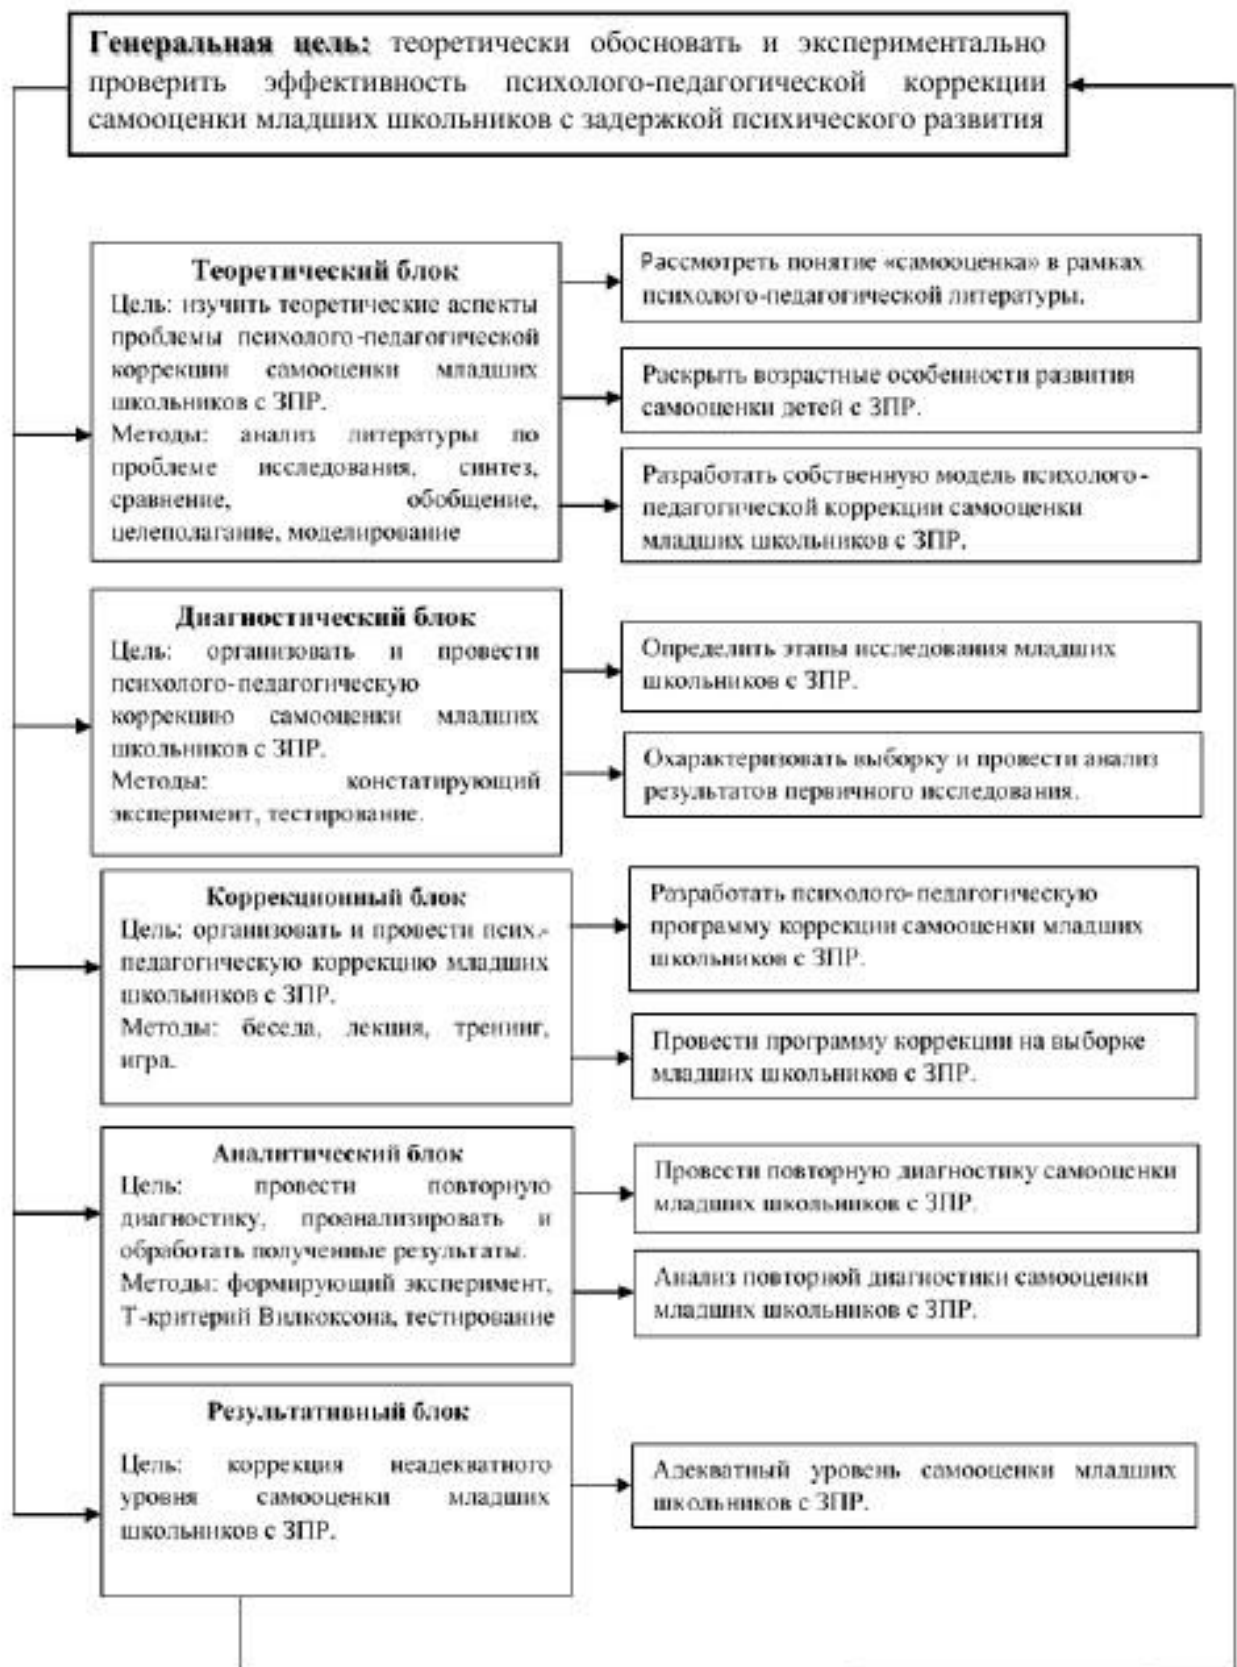 Генеральная цель: теоретически обосновать и экспериментально
проверить эффективность психолого-педагогической коррекции
самооценки младших школьников с задержкой психического развития
Теоретический блок
Цель: изучить теоретические аспекты
проблемы психолого-педагогической
коррекции самооценки младших
школьников с ЗПР.
Методы: анализ литературы по
проблеме исследования, синтез,
сравнение, обобщение,
целеполагание, моделирование
Рассмотреть понятие «самооценка» в рамках
психолого-педагогической литературы.
Раскрыть возрастные особенности развития
самооценки детей с ЗПР.
Разработать собственную модель психолого-
педагогической коррекции самооценки
младших школьников с ЗПР.
Диагностический блок
Цель: организовать и провести
психолого-педагогическую
коррекцию самооценки младших
школьников с ЗПР.
Методы: констатирующий
эксперимент, тестирование.
Определить этапы исследования младших
школьников с ЗПР.
Охарактеризовать выборку и провести анализ
результатов первичного исследования.
Коррекционный блок
Цель: организовать и провести псих.-
педагогическую коррекцию младших
школьников с ЗПР.
Методы: беседа, лекция, тренинг,
игра.
Разработать психолого-педагогическую
программу коррекции самооценки младших
школьников с ЗПР.
Провести программу коррекции на выборке
младших школьников с ЗПР.
Аналитический блок
Цель: провести повторную
диагностику, проанализировать и
обработать полученные результаты.
Методы: формирующий эксперимент,
Т-критерий Вилкоксона, тестирование
Провести повторную диагностику самооценки
младших школьников с ЗПР.
Анализ повторной диагностики самооценки
младших школьников с ЗПР.
Результативный блок
Цель: коррекция неадекватного
уровня самооценки младших
школьников с ЗПР.
Адекватный уровень самооценки младших
школьников с ЗПР.